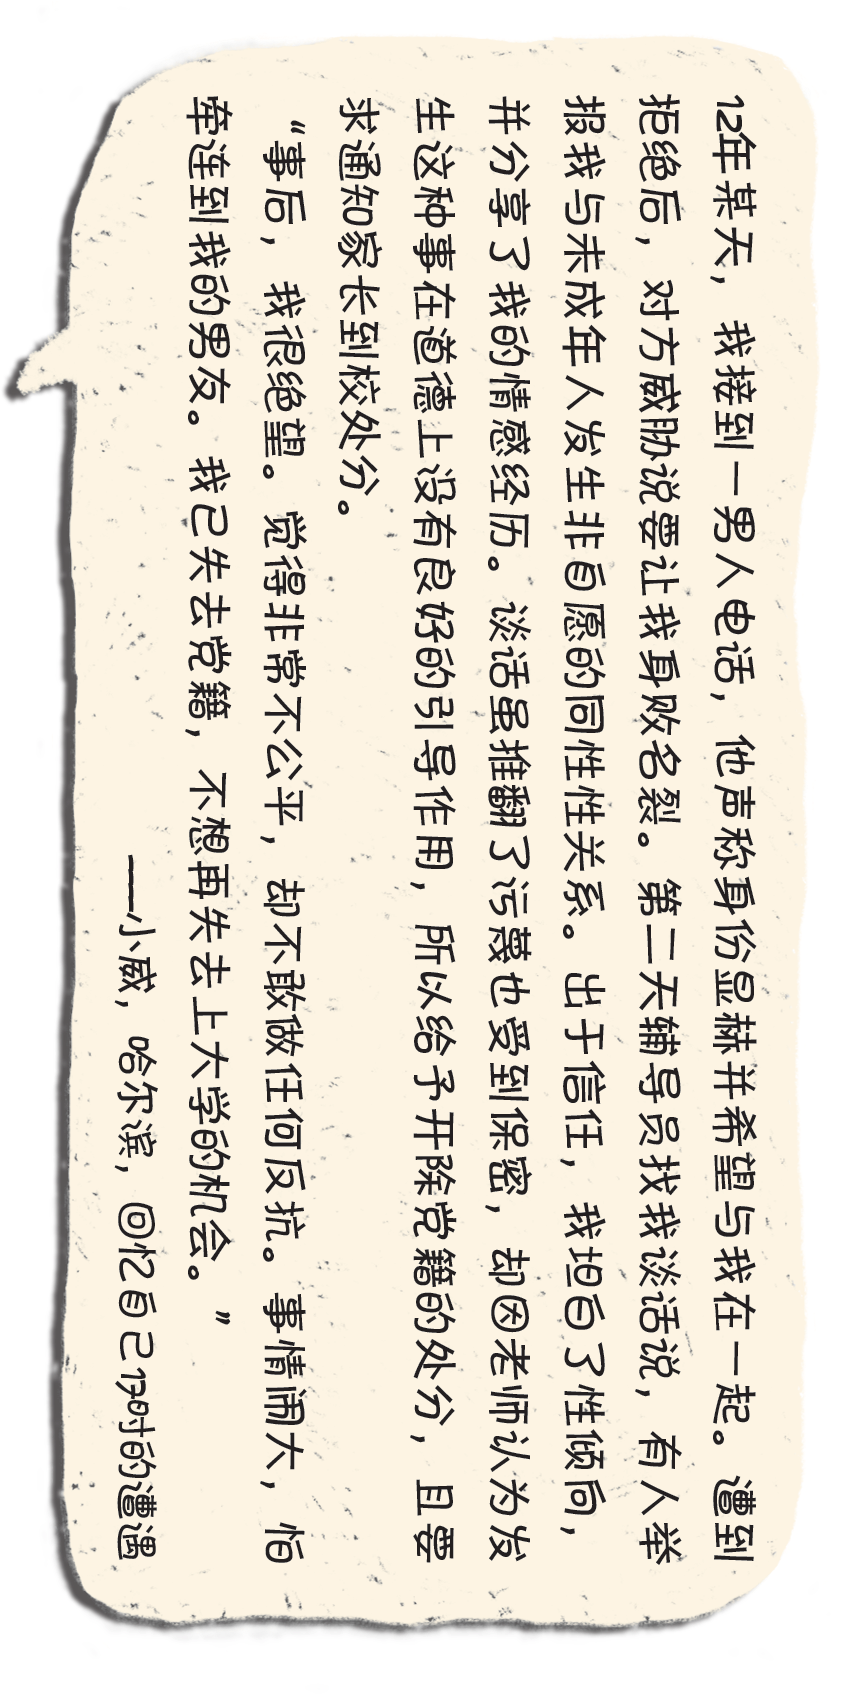 12年某天，我接到一男人电话，他声称身份显赫并希望与我在一起。遭到
拒绝后，对方威胁说要让我身败名裂。第二天辅导员找我谈话说，有人举
报我与未成年人发生非自愿的同性性关系。出于信任，我坦白了性倾向，
并分享了我的情感经历。谈话虽推翻了污蔑也受到保密，却因老师认为发
生这种事在道德上没有良好的引导作用，所以给予开除党籍的处分，且要
求通知家长到校处分。
“事后，我很绝望。觉得非常不公平，却不敢做任何反抗。事情闹大，怕
牵连到我的男友。我已失去党籍，不想再失去上大学的机会。”
——小威，哈尔滨，回忆自己时的遭遇